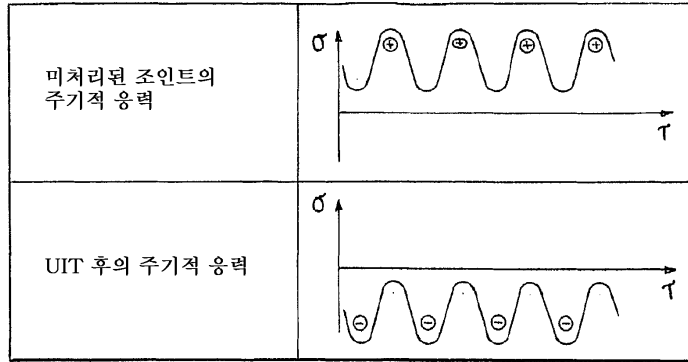 미처리된 조인트의
주기적 응력
σ
⊕ ⊕ ⊕ ⊕
τ
UIT 후의 주기적 응력
σ
τ
⊖ ⊖ ⊖ ⊖